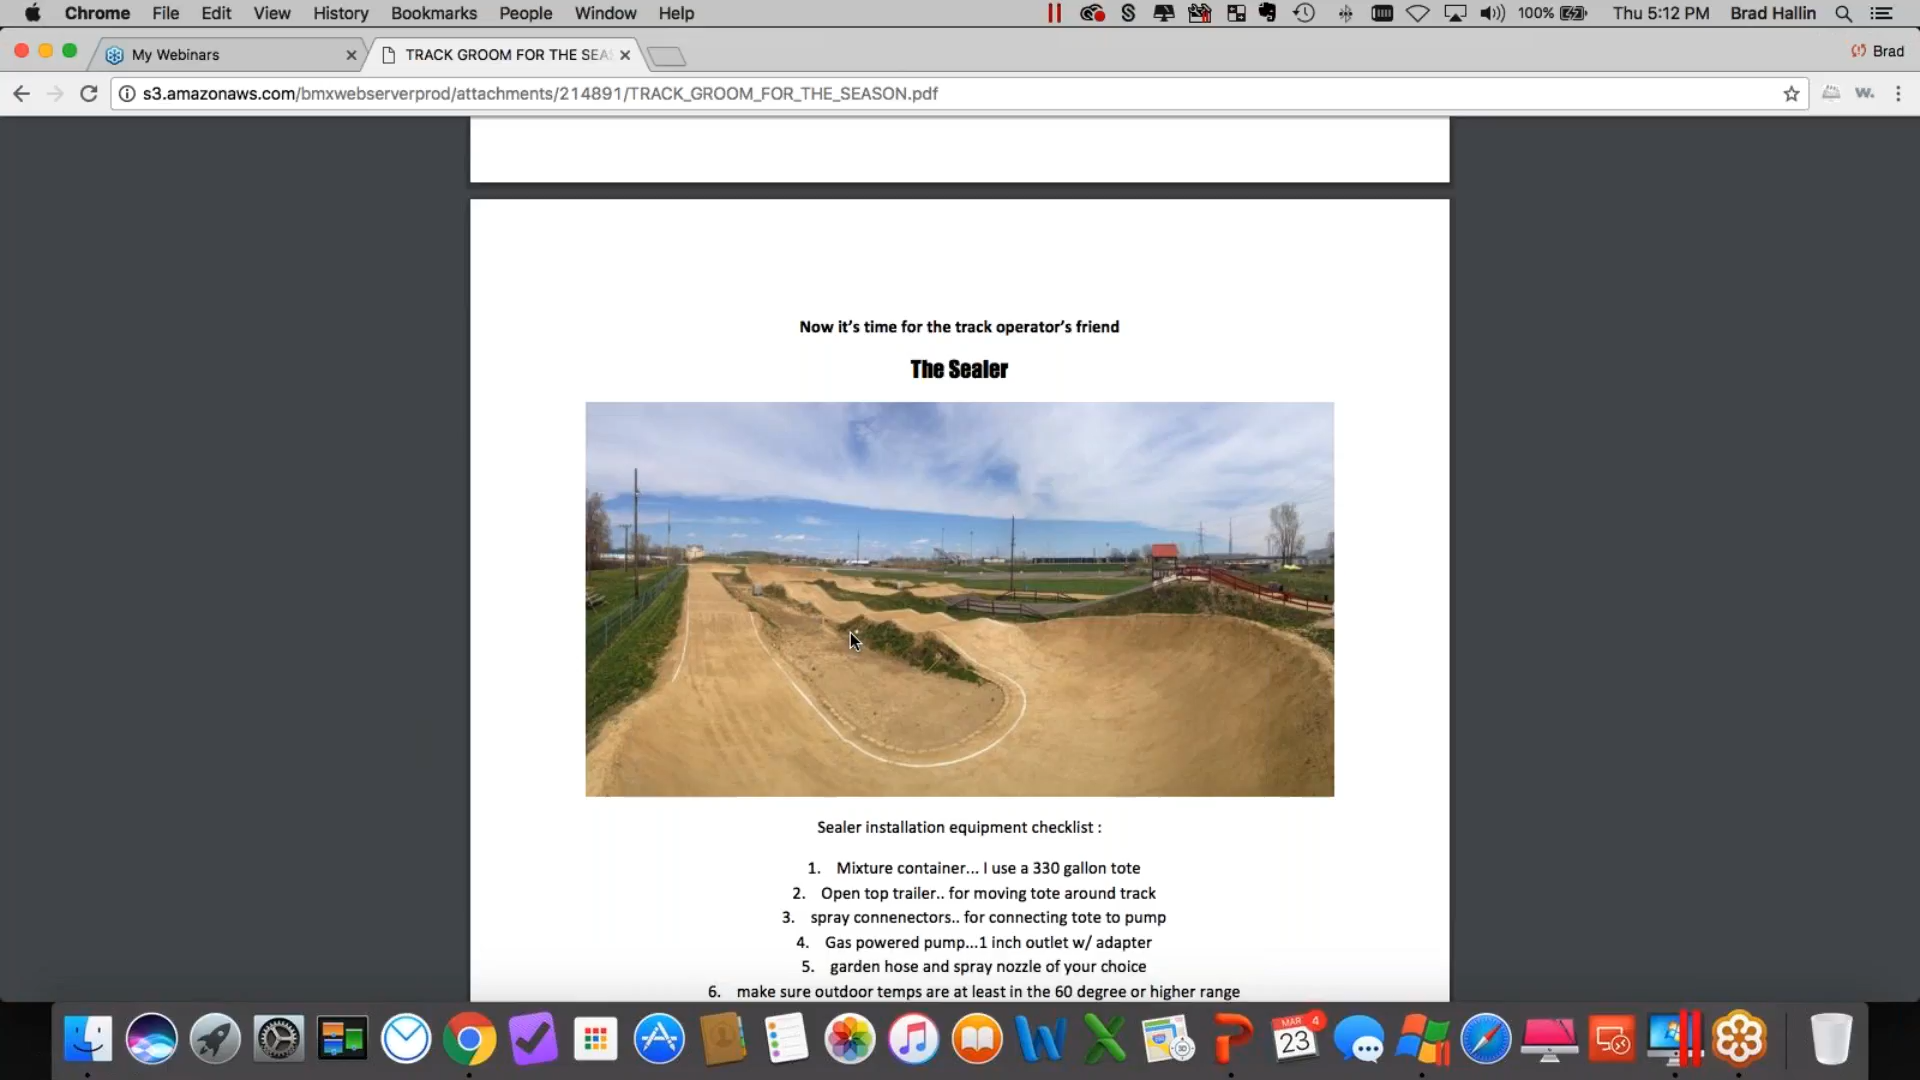 Chrome File Edit View History Bookmarks People Window Help 100% Thu 5:12 PM Brad Hallin
My Webinars TRACK GROOM FOR THE SEA Brad
s3.amazonaws.com/bmxwebserverprod/attachments/214891/TRACK_GROOM_FOR_THE_SEASON.pdf W.
Now it's time for the track operator's friend
The Sealer
Sealer installation equipment checklist :
1. Mixture container... I use a 330 gallon tote
2. Open top trailer.. for moving tote around track
3. spray connenectors.. for connecting tote to pump
4. Gas powered pump...1 inch outlet w/ adapter
5. garden hose and spray nozzle of your choice
6. make sure outdoor temps are at least in the 60 degree or higher range
MAR 4
23